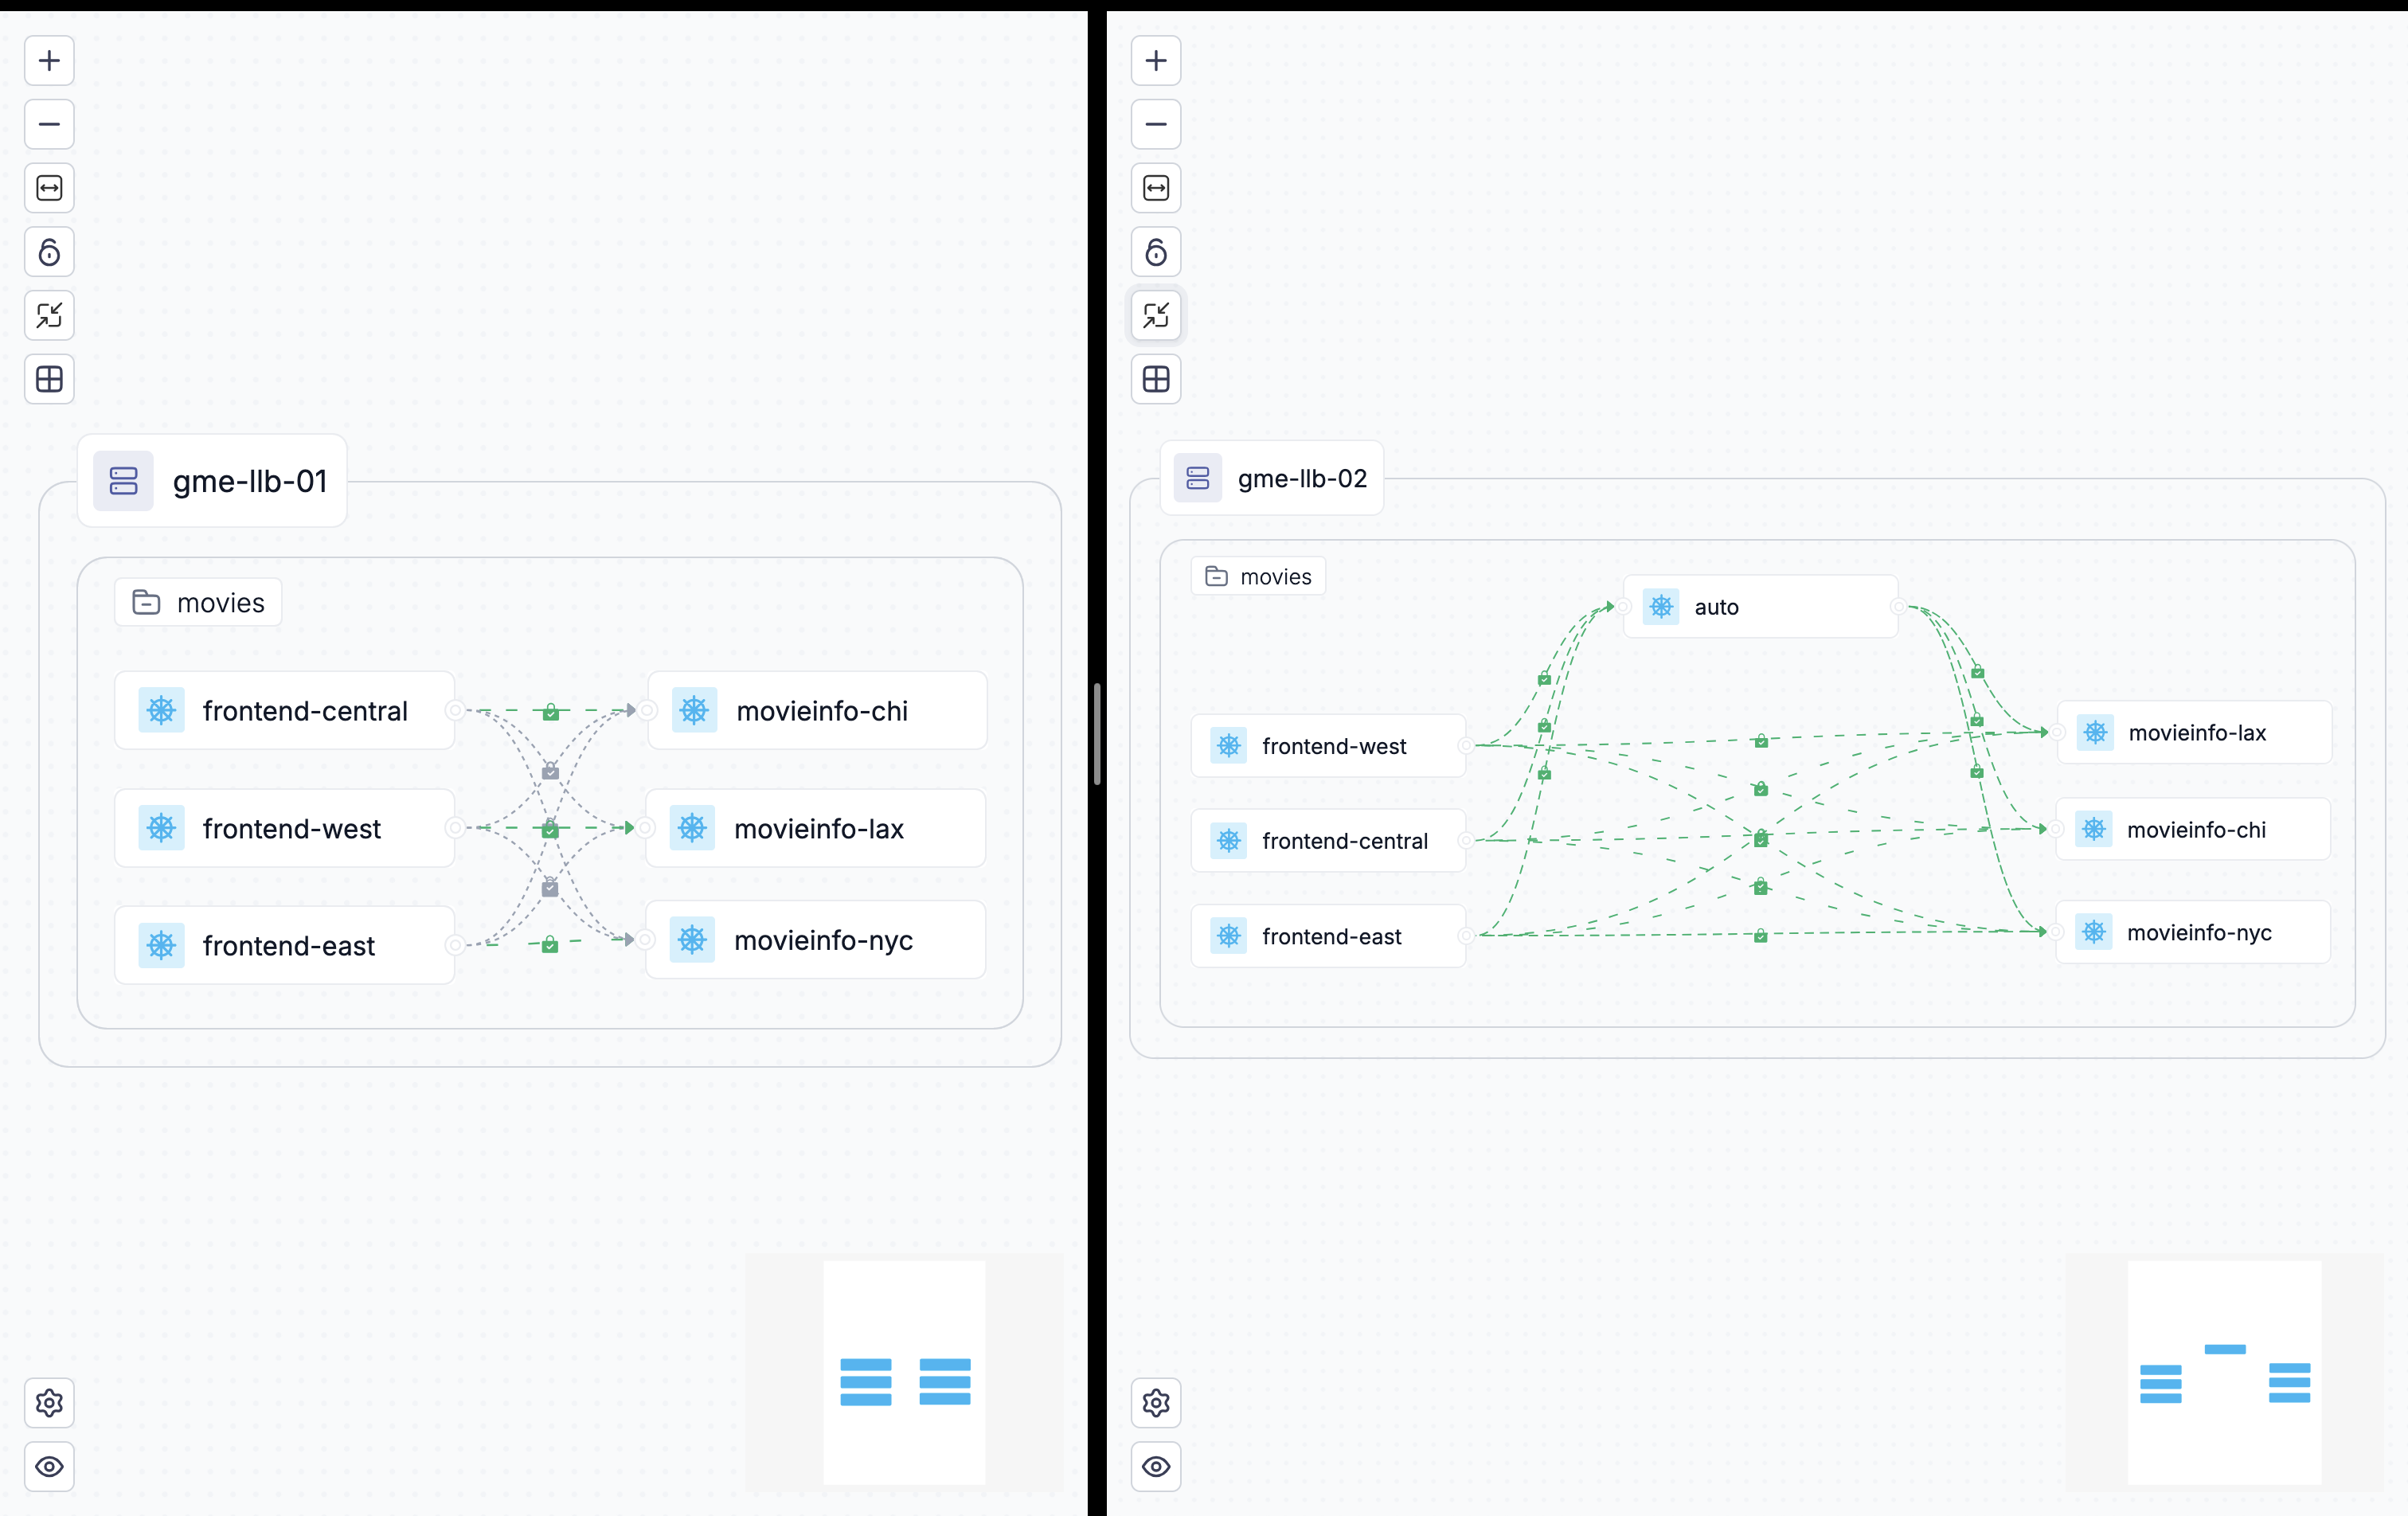 gme-llb-01
movies
frontend-central
movieinfo-chi
frontend-west
movieinfo-lax
frontend-east
movieinfo-nyc
gme-llb-02
movies
auto
frontend-west
movieinfo-lax
frontend-central
movieinfo-chi
frontend-east
movieinfo-nyc